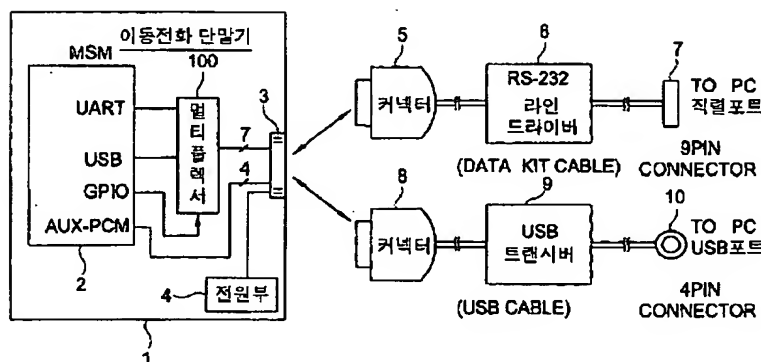 이동전화 단말기
MSM
100
UART
USB
GPIO
AUX-PCM
멀티플렉서
7
4
3
2
4
전원부
1
5
커넥터
6
RS-232
라인
드라이버
(DATA KIT CABLE)
7
TO PC
직렬포트
9PIN
CONNECTOR
8
커넥터
9
USB
트랜시버
(USB CABLE)
10
TO PC
USB포트
4PIN
CONNECTOR